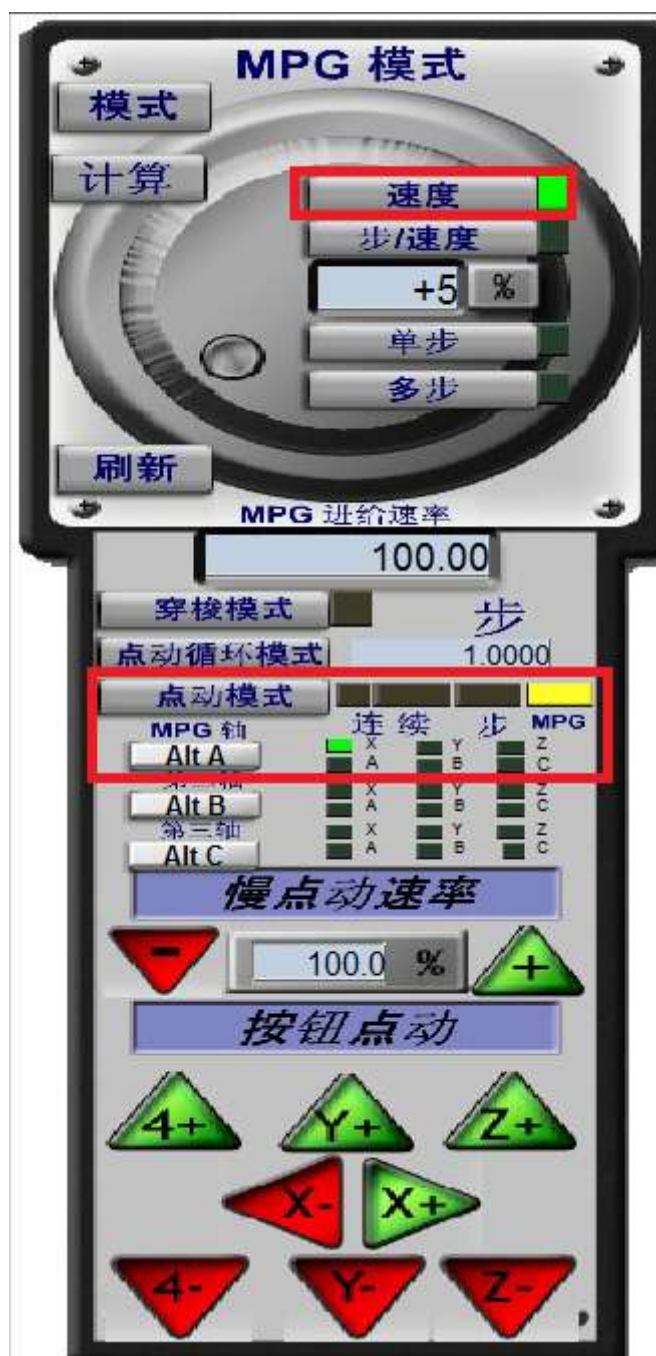 MPG 模式
模式
计算
速度
步/速度
+5 %
单步
多步
刷新
MPG 进给速率
100.00
穿梭模式 步
点动循环模式 1.0000
点动模式
连 续 步 MPG
MPG 轴 X Y Z
Alt A A B C
第二轴 X Y Z
Alt B A B C
第三轴 X Y Z
Alt C A B C
慢点动速率
- 100.0 % +
按钮点动
4+ Y+ Z+
X- X+
4- Y- Z-